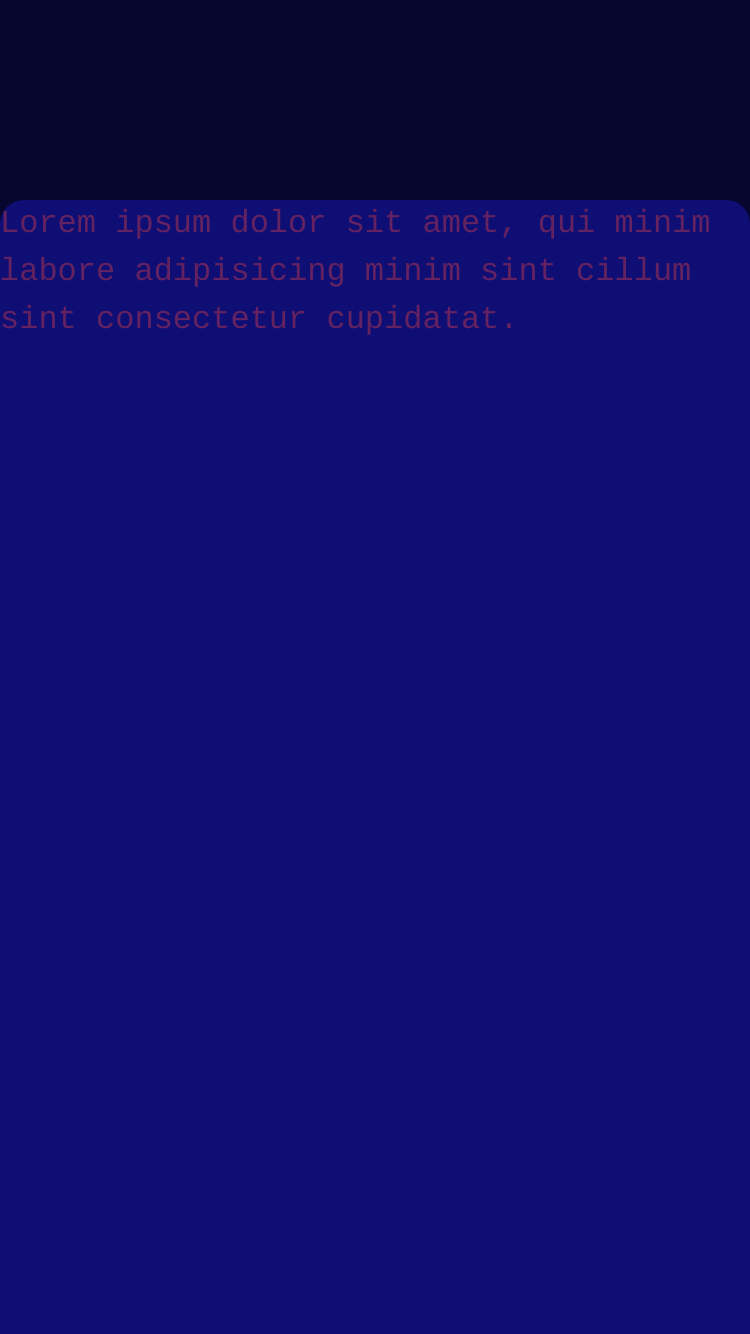 Lorem ipsum dolor sit amet, qui minim
labore adipisicing minim sint cillum
sint consectetur cupidatat.